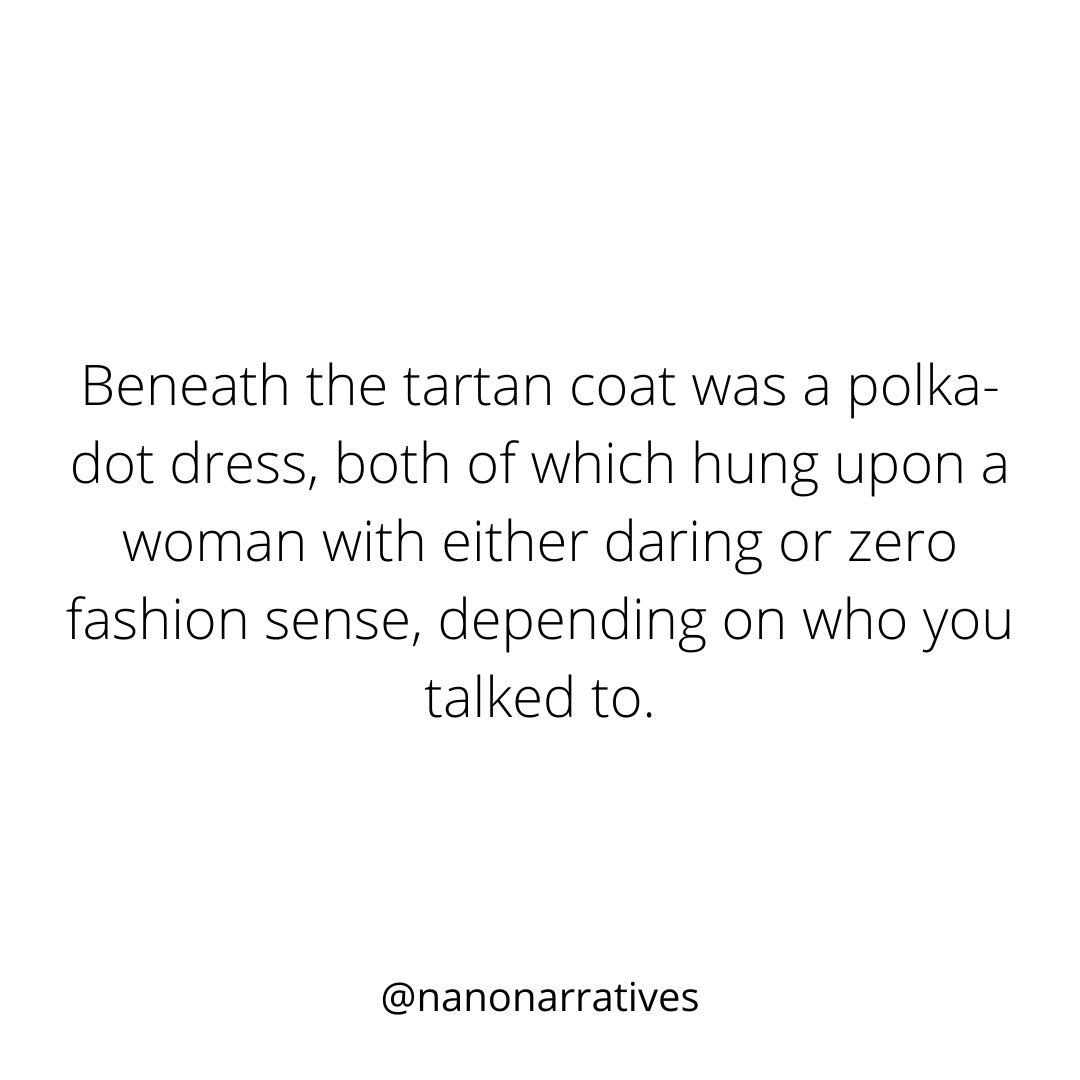 Beneath the tartan coat was a polka-
dot dress, both of which hung upon a
woman with either daring or zero
fashion sense, depending on who you
talked to.
@nanonarratives